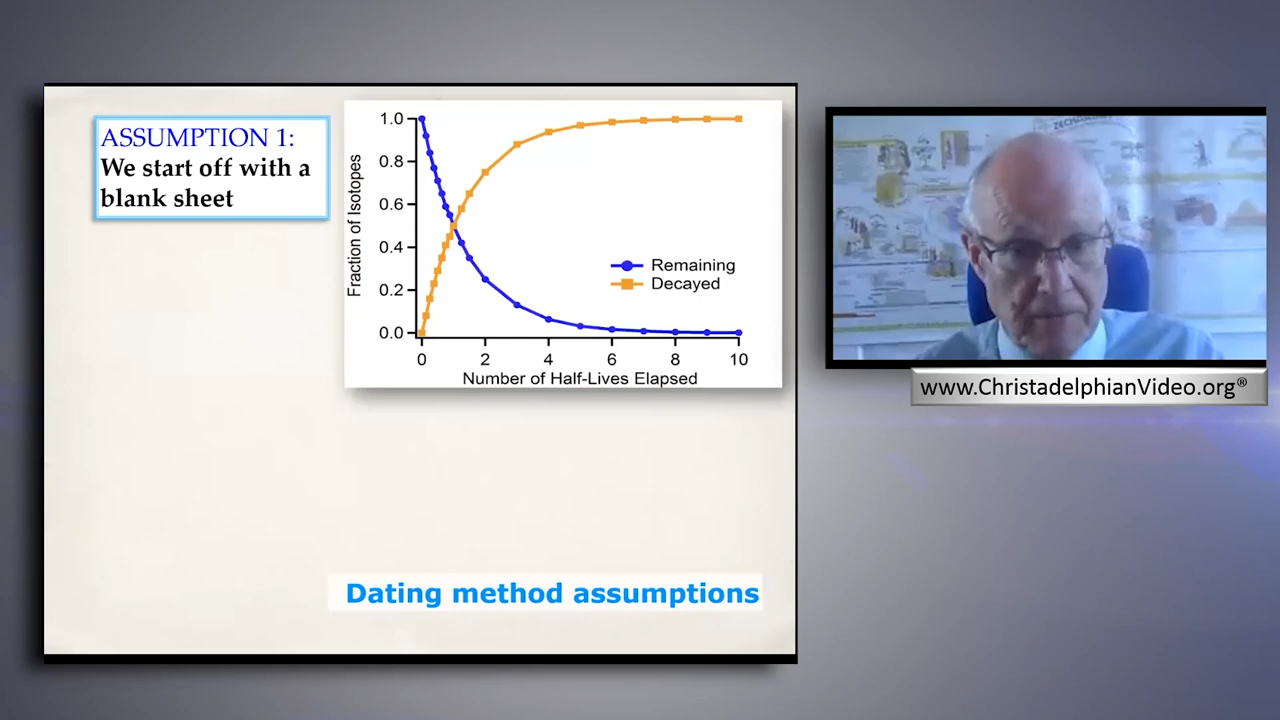 ASSUMPTION 1:
We start off with a
blank sheet
1.0
0.8
0.6
0.4
0.2
0.0
Fraction of Isotopes
Remaining
Decayed
0 2 4 6 8 10
Number of Half-Lives Elapsed
Dating method assumptions
www.ChristadelphianVideo.org®